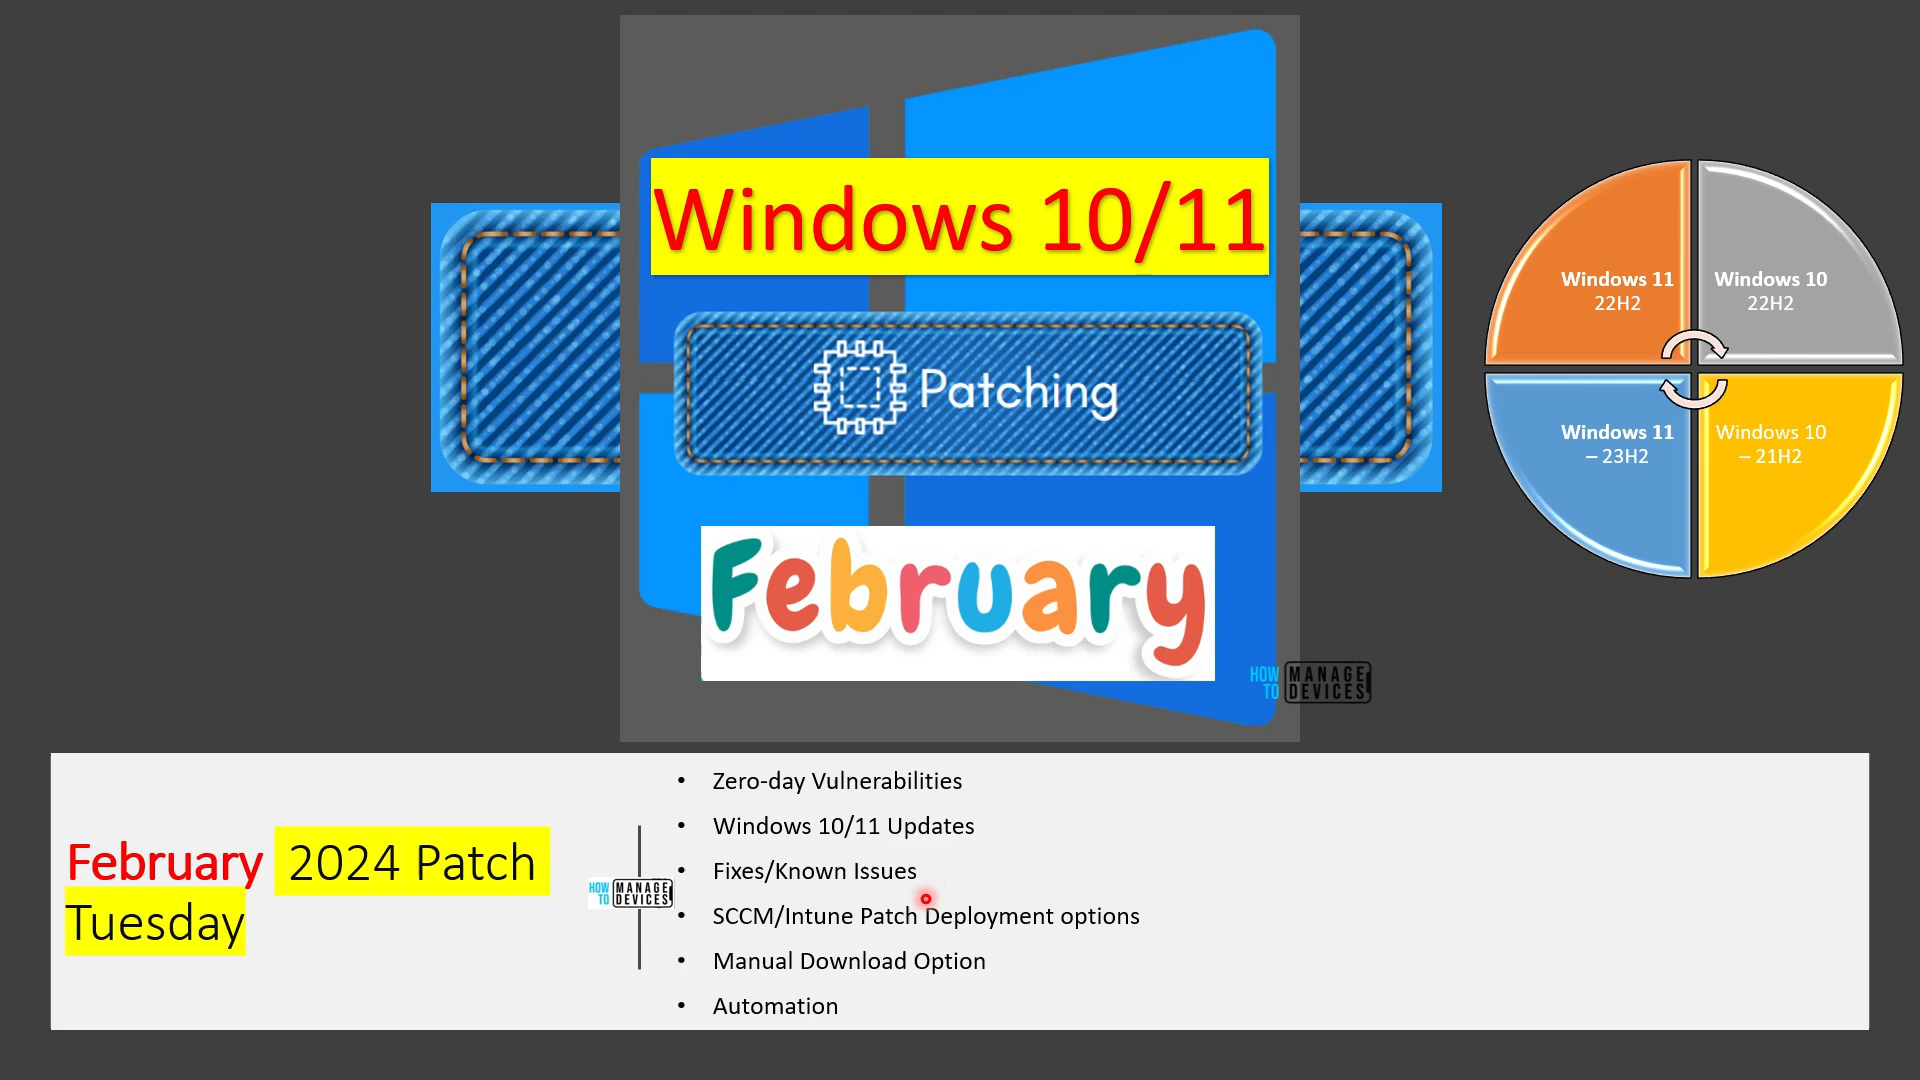 Windows 10/11
Patching
February
HOW TO MANAGE DEVICES
Windows 11
22H2
Windows 10
22H2
Windows 11
– 23H2
Windows 10
– 21H2
February 2024 Patch
Tuesday
HOW TO MANAGE DEVICES
• Zero-day Vulnerabilities
• Windows 10/11 Updates
• Fixes/Known Issues
• SCCM/Intune Patch Deployment options
• Manual Download Option
• Automation